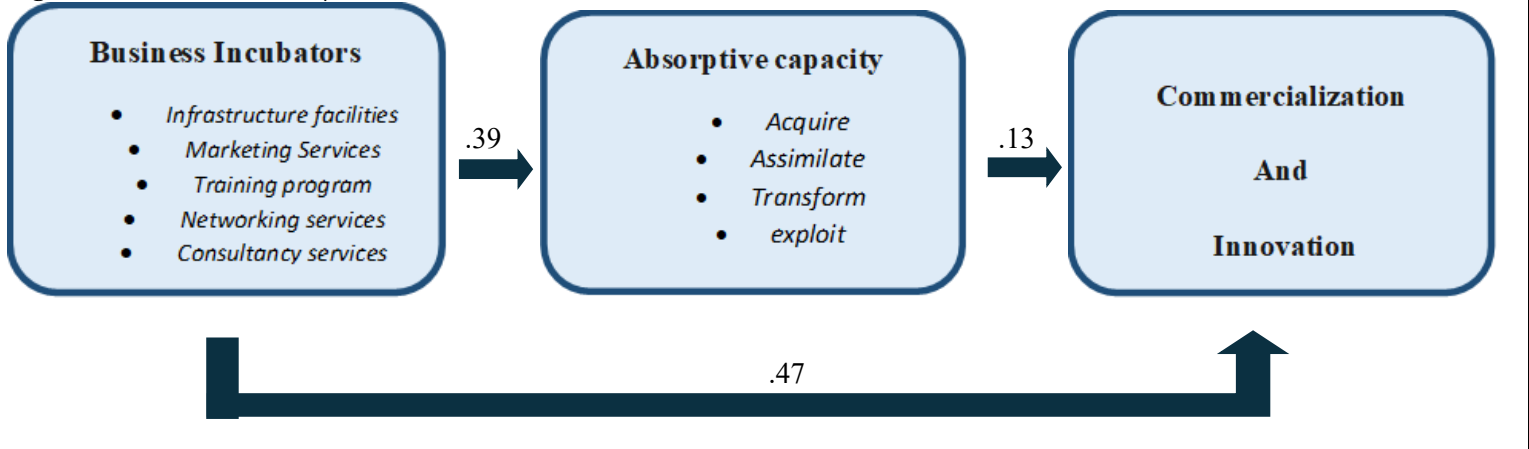 Business Incubators
• Infrastructure facilities
• Marketing Services
• Training program
• Networking services
• Consultancy services
.39
Absorptive capacity
• Acquire
• Assimilate
• Transform
• exploit
.13
Commercialization
And
Innovation
.47